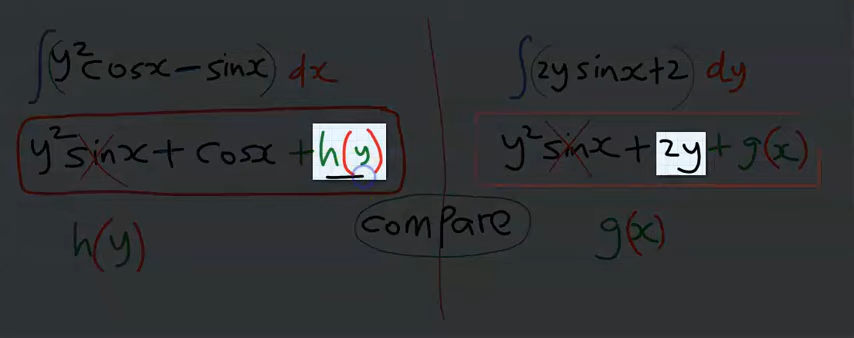 ∫(y²cosx − sinx) dx
y²sinx + cosx + h(y)
h(y)
compare
∫(2y sinx + 2) dy
y²sinx + 2y + g(x)
g(x)